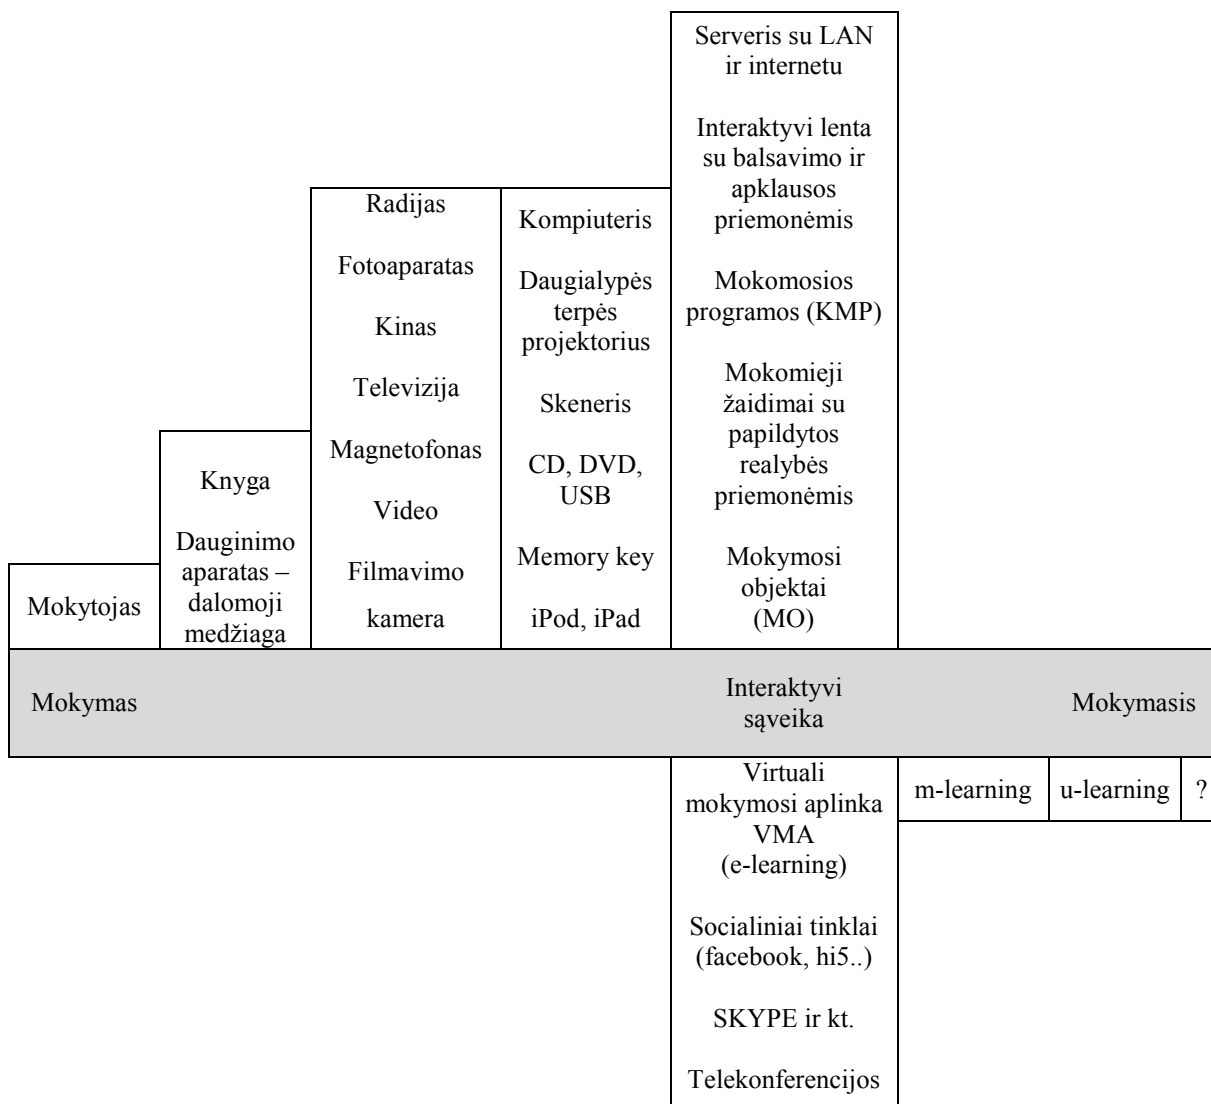 Mokytojas
Knyga
Dauginimo
aparatas –
dalomoji
medžiaga
Radijas
Fotoaparatas
Kinas
Televizija
Magnetofonas
Video
Filmavimo
kamera
Kompiuteris
Daugialypės
terpės
projektorius
Skeneris
CD, DVD,
USB
Memory key
iPod, iPad
Serveris su LAN
ir internetu
Interaktyvi lenta
su balsavimo ir
apklausos
priemonėmis
Mokomosios
programos (KMP)
Mokomieji
žaidimai su
papildytos
realybės
priemonėmis
Mokymosi
objektai
(MO)
Mokymas
Interaktyvi
sąveika
Mokymasis
Virtuali
mokymosi aplinka
VMA
(e-learning)
Socialiniai tinklai
(facebook, hi5..)
SKYPE ir kt.
Telekonferencijos
m-learning
u-learning
?